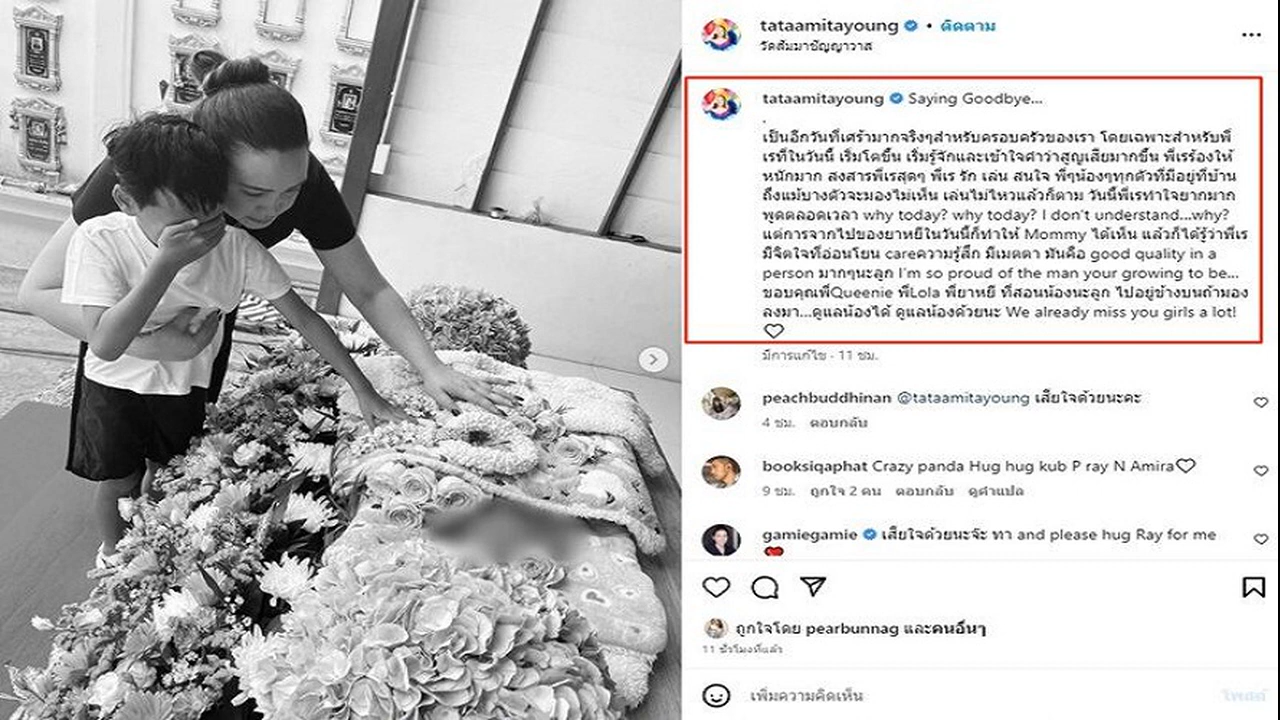 tataamitayoung • ติดตาม
วัดสัมมาชัญญาวาส
tataamitayoung Saying Goodbye...
.
เป็นอีกวันที่เศร้ามากจริงๆสำหรับครอบครัวของเรา โดยเฉพาะสำหรับพี่
เรที่ในวันนี้ เริ่มโตขึ้น เริ่มรู้จักและเข้าใจคำว่าสูญเสียมากขึ้น พี่เรร้องไห้
หนักมาก สงสารพี่เรสุดๆ พี่เร รัก เล่น สนใจ พี่ๆน้องๆทุกตัวที่มีอยู่ที่บ้าน
ถึงแม้บางตัวจะมองไม่เห็น เล่นไม่ไหวแล้วก็ตาม วันนี้พี่เรทำใจยากมาก
พูดตลอดเวลา why today? why today? I don't understand...why?
แต่การจากไปของยาหยีในวันนี้ก็ทำให้ Mommy ได้เห็น แล้วก็ได้รู้ว่าพี่เร
มีจิตใจที่อ่อนโยน careความรู้สึก มีเมตตา มันคือ good quality in a
person มากๆนะลูก I'm so proud of the man your growing to be...
ขอบคุณพี่Queenie พี่Lola พี่ยาหยี ที่สอนน้องนะลูก ไปอยู่ข้างบนถ้ามอง
ลงมา...ดูแลน้องได้ ดูแลน้องด้วยนะ We already miss you girls a lot!
มีการแก้ไข · 11 ชม.
peachbuddhinan @tataamitayoung เสียใจด้วยนะคะ
4 ชม. ตอบกลับ
booksiqaphat Crazy panda Hug hug kub P ray N Amira
9 ชม. ถูกใจ 2 คน ตอบกลับ ดูคำแปล
gamiegamie เสียใจด้วยนะจ๊ะ ทา and please hug Ray for me
ถูกใจโดย pearbunnag และคนอื่นๆ
11 ชั่วโมงที่แล้ว
เพิ่มความคิดเห็น
โพสต์